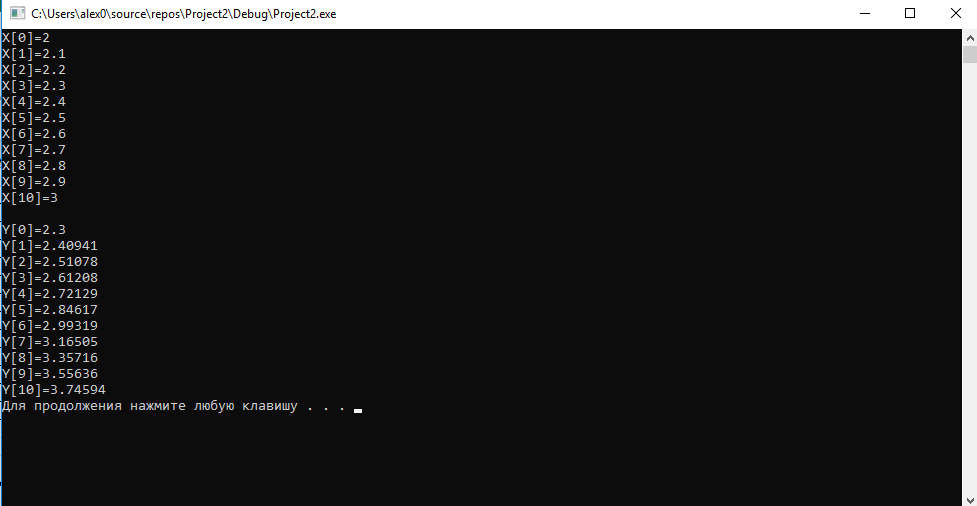 C:\Users\alex0\source\repos\Project2\Debug\Project2.exe
X[0]=2
X[1]=2.1
X[2]=2.2
X[3]=2.3
X[4]=2.4
X[5]=2.5
X[6]=2.6
X[7]=2.7
X[8]=2.8
X[9]=2.9
X[10]=3
Y[0]=2.3
Y[1]=2.40941
Y[2]=2.51078
Y[3]=2.61208
Y[4]=2.72129
Y[5]=2.84617
Y[6]=2.99319
Y[7]=3.16505
Y[8]=3.35716
Y[9]=3.55636
Y[10]=3.74594
Для продолжения нажмите любую клавишу . . .